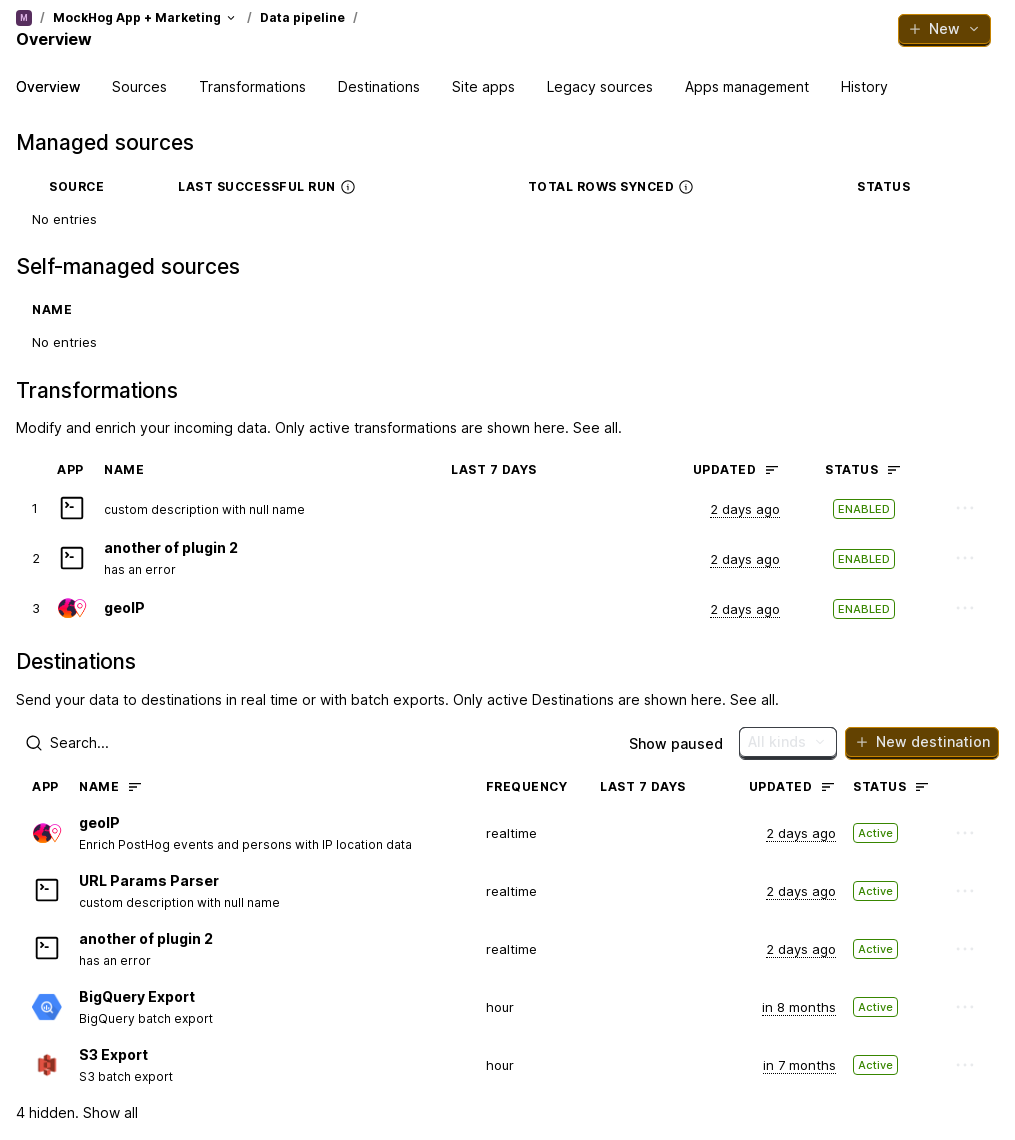 M / MockHog App + Marketing / Data pipeline /
Overview
+ New
Overview Sources Transformations Destinations Site apps Legacy sources Apps management History
Managed sources
SOURCE LAST SUCCESSFUL RUN TOTAL ROWS SYNCED STATUS
No entries
Self-managed sources
NAME
No entries
Transformations
Modify and enrich your incoming data. Only active transformations are shown here. See all.
APP NAME LAST 7 DAYS UPDATED STATUS
1 custom description with null name 2 days ago ENABLED
2 another of plugin 2 2 days ago ENABLED
has an error
3 geoIP 2 days ago ENABLED
Destinations
Send your data to destinations in real time or with batch exports. Only active Destinations are shown here. See all.
Search... Show paused All kinds + New destination
APP NAME FREQUENCY LAST 7 DAYS UPDATED STATUS
geoIP realtime 2 days ago Active
Enrich PostHog events and persons with IP location data
URL Params Parser realtime 2 days ago Active
custom description with null name
another of plugin 2 realtime 2 days ago Active
has an error
BigQuery Export hour in 8 months Active
BigQuery batch export
S3 Export hour in 7 months Active
S3 batch export
4 hidden. Show all